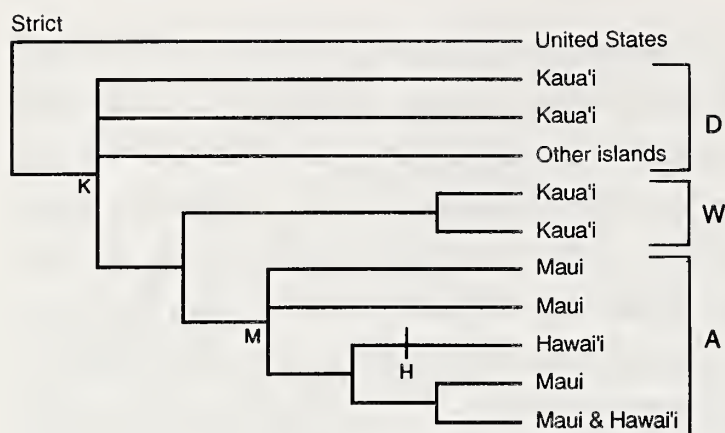 Strict
United States
Kaua'i
Kaua'i
D
Other islands
K
Kaua'i
W
Kaua'i
Maui
Maui
M
A
Hawai'i
H
Maui
Maui & Hawai'i